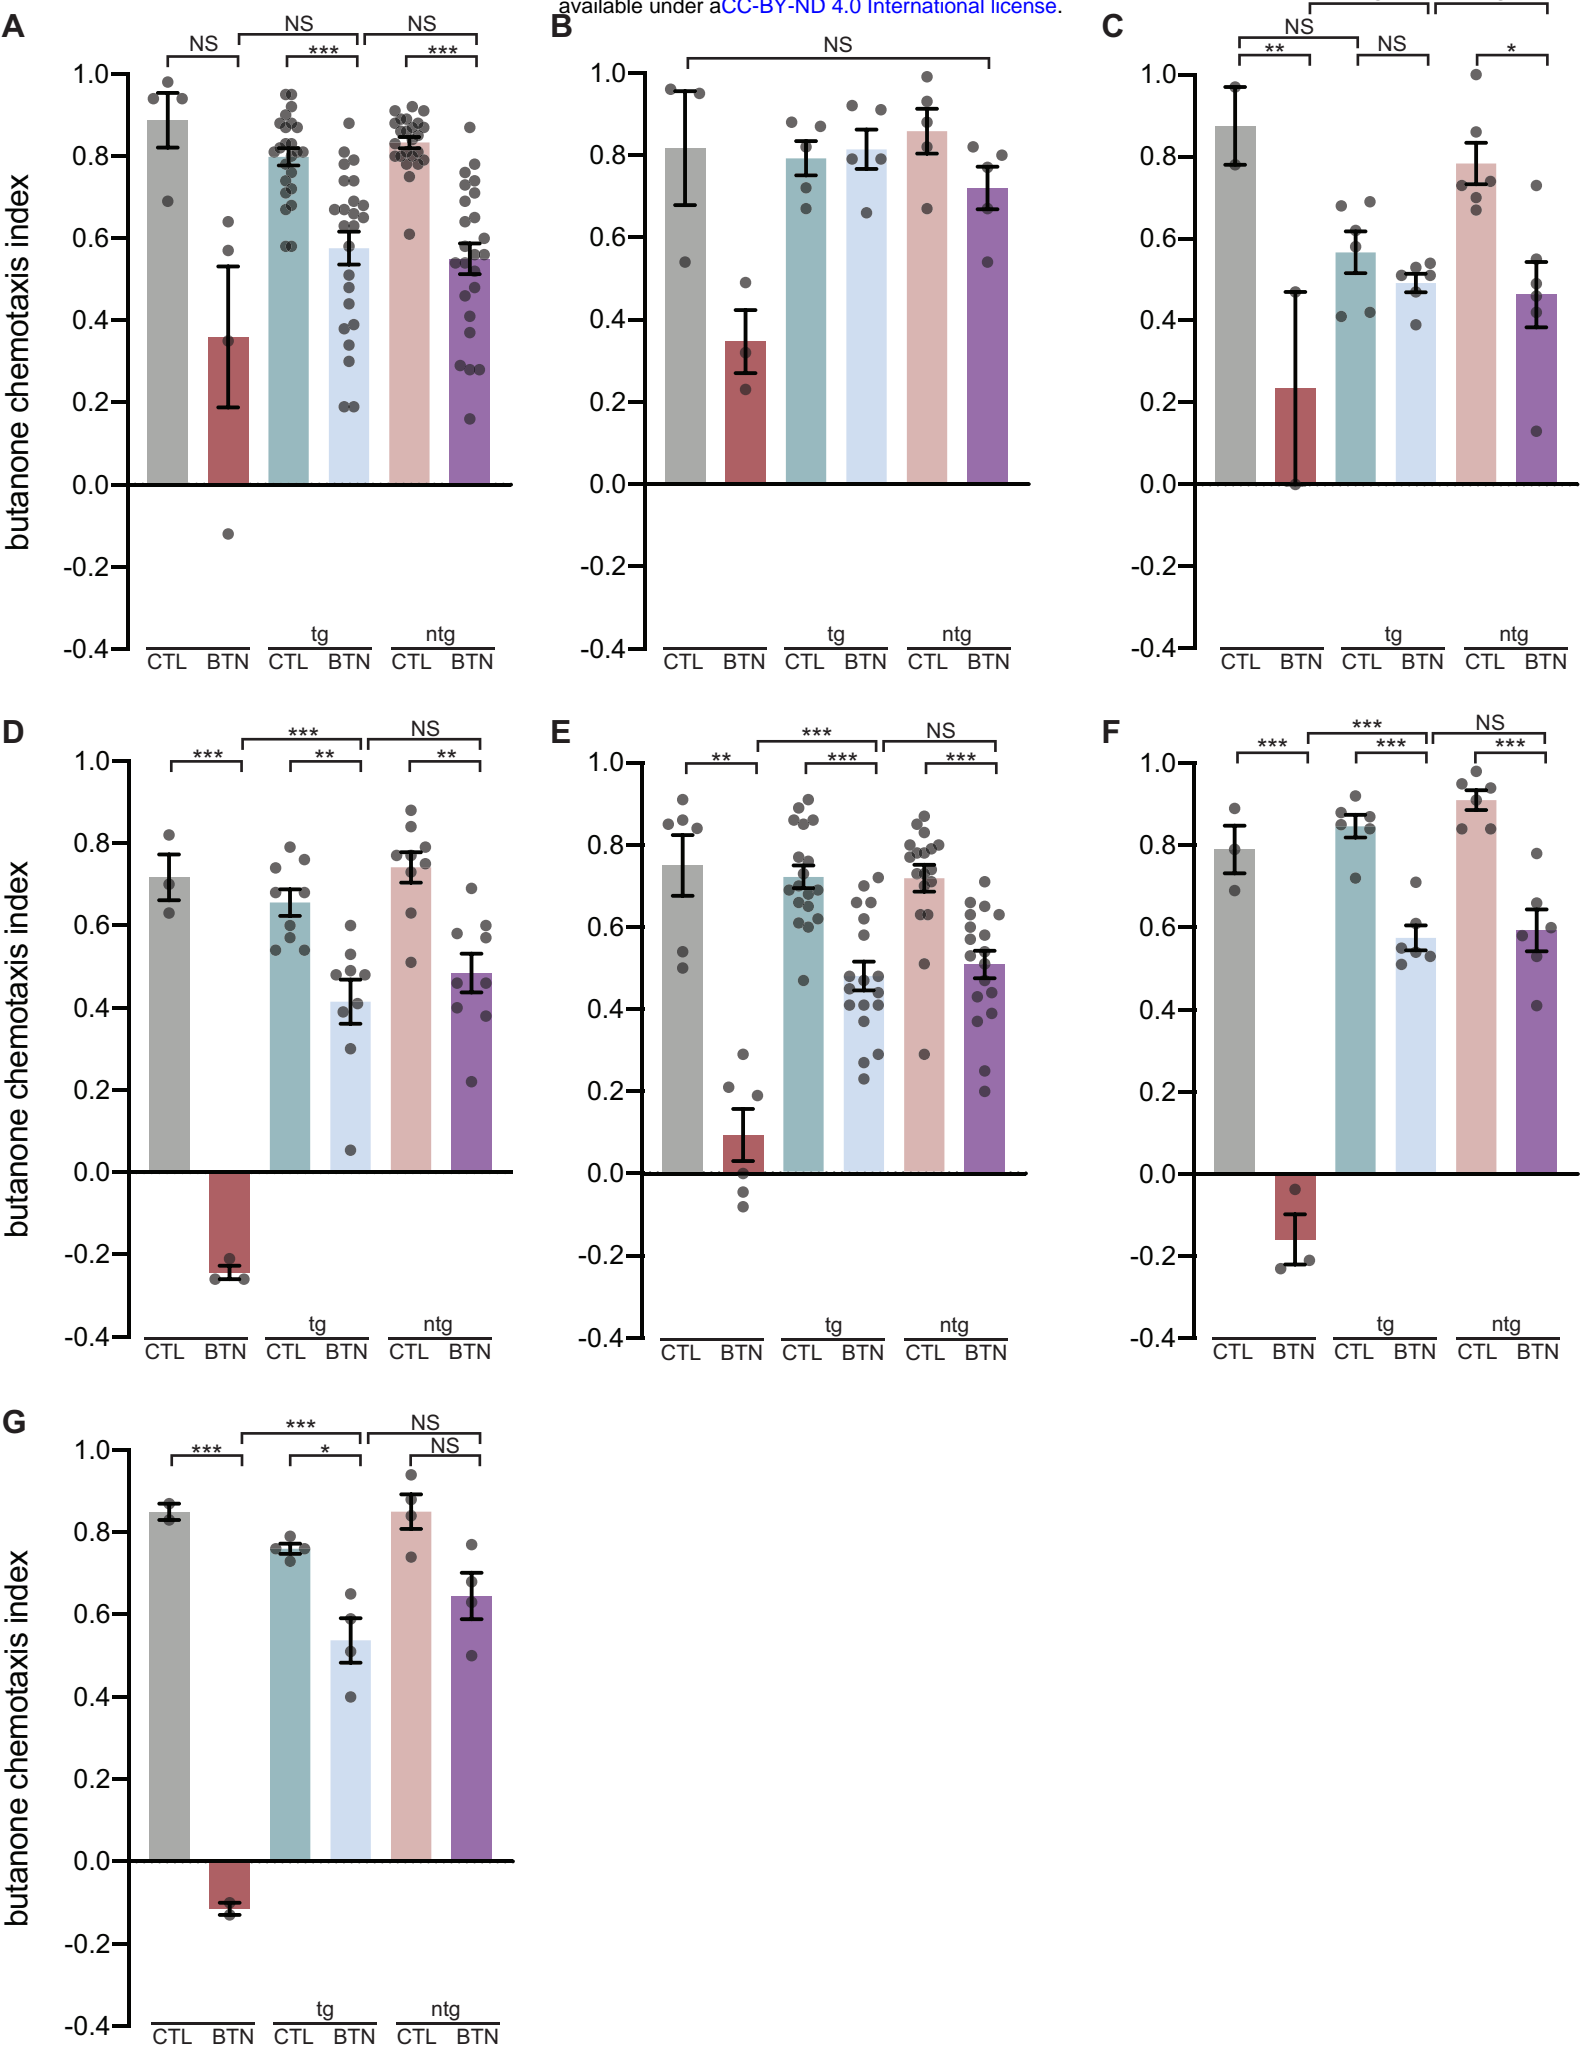 available under aCC-BY-ND 4.0 International license.
A
NS
NS
NS
***
***
butanone chemotaxis index
1.0
0.8
0.6
0.4
0.2
0.0
-0.2
-0.4
tg
ntg
CTL BTN CTL BTN CTL BTN
B
NS
1.0
0.8
0.6
0.4
0.2
0.0
-0.2
-0.4
tg
ntg
CTL BTN CTL BTN CTL BTN
C
NS
**
NS
*
1.0
0.8
0.6
0.4
0.2
0.0
-0.2
-0.4
tg
ntg
CTL BTN CTL BTN CTL BTN
D
***
NS
***
**
**
butanone chemotaxis index
1.0
0.8
0.6
0.4
0.2
0.0
-0.2
-0.4
tg
ntg
CTL BTN CTL BTN CTL BTN
E
***
NS
**
***
***
1.0
0.8
0.6
0.4
0.2
0.0
-0.2
-0.4
tg
ntg
CTL BTN CTL BTN CTL BTN
F
***
NS
***
***
***
1.0
0.8
0.6
0.4
0.2
0.0
-0.2
-0.4
tg
ntg
CTL BTN CTL BTN CTL BTN
G
***
NS
***
*
NS
butanone chemotaxis index
1.0
0.8
0.6
0.4
0.2
0.0
-0.2
-0.4
tg
ntg
CTL BTN CTL BTN CTL BTN